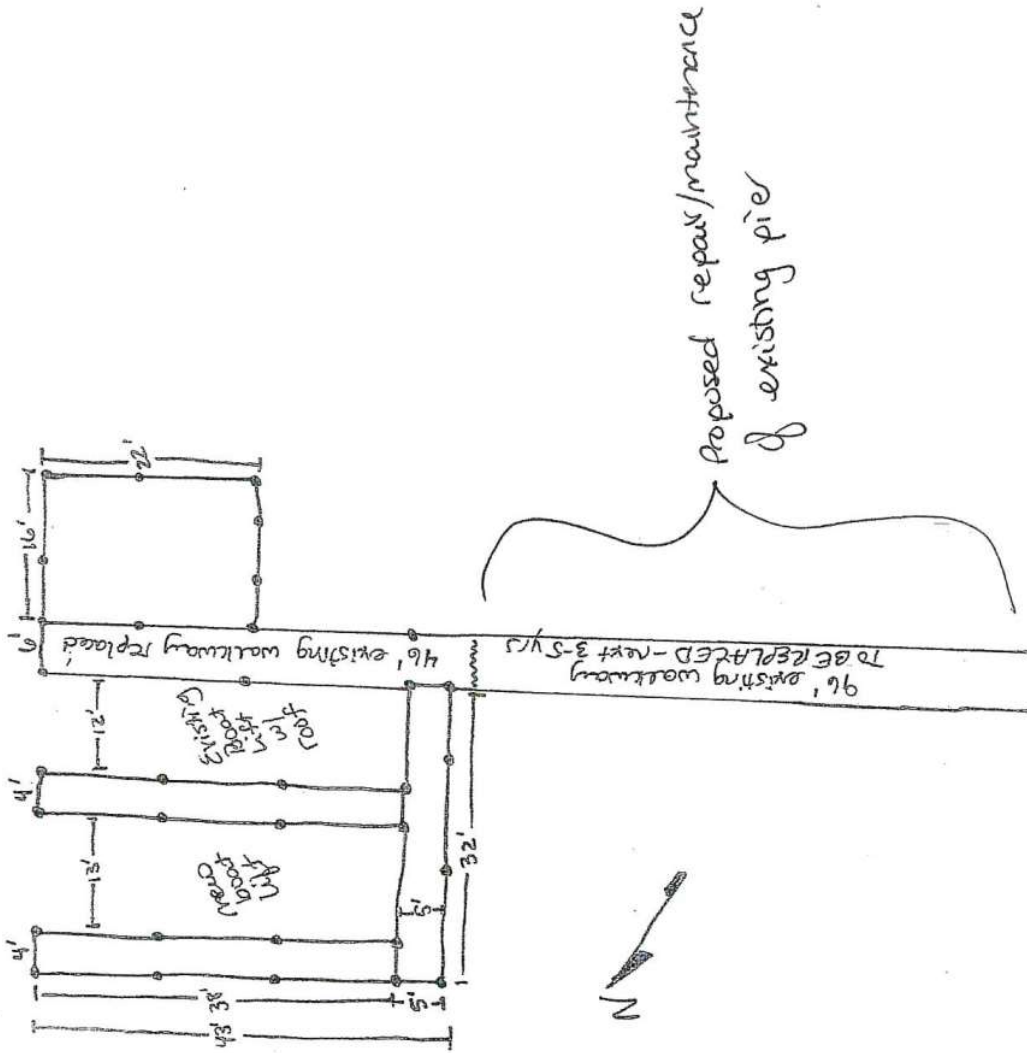 16'
6'
22'
46' existing walkway replaced
12'
Existing
Boat
Lift
w/
roof
4'
13'
new
boat
lift
4'
38'
5'
43'
5'
32'
96' existing walkway
TO BE REPLACED - next 3-5 yrs
Proposed repair/maintenance
of existing pier
N